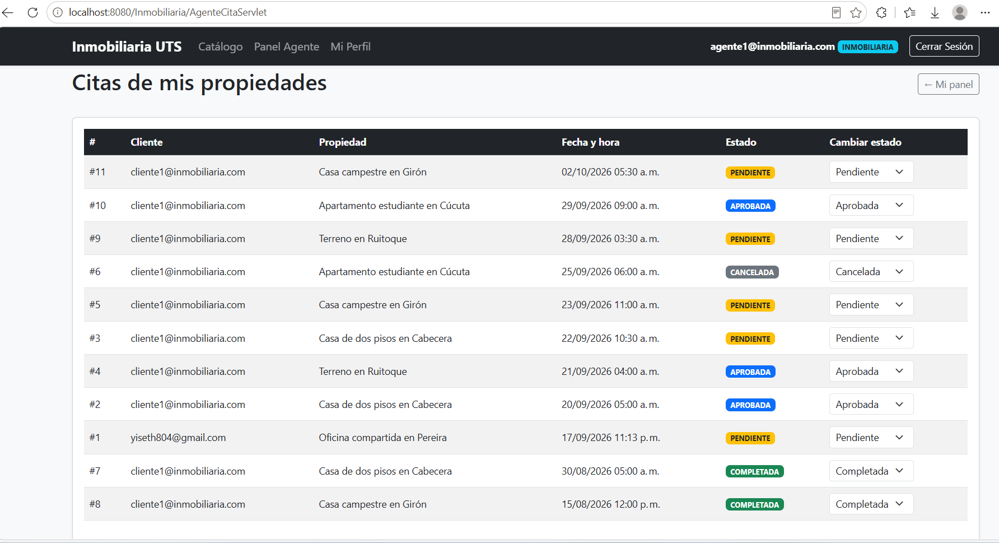 localhost:8080/Inmobiliaria/AgenteCitaServlet
Inmobiliaria UTS Catálogo Panel Agente Mi Perfil agente1@inmobiliaria.com INMOBILIARIA Cerrar Sesión
Citas de mis propiedades ← Mi panel
# Cliente Propiedad Fecha y hora Estado Cambiar estado
#11 cliente1@inmobiliaria.com Casa campestre en Girón 02/10/2026 05:30 a. m. PENDIENTE Pendiente
#10 cliente1@inmobiliaria.com Apartamento estudiante en Cúcuta 29/09/2026 09:00 a. m. APROBADA Aprobada
#9 cliente1@inmobiliaria.com Terreno en Ruitoque 28/09/2026 03:30 a. m. PENDIENTE Pendiente
#6 cliente1@inmobiliaria.com Apartamento estudiante en Cúcuta 25/09/2026 06:00 a. m. CANCELADA Cancelada
#5 cliente1@inmobiliaria.com Casa campestre en Girón 23/09/2026 11:00 a. m. PENDIENTE Pendiente
#3 cliente1@inmobiliaria.com Casa de dos pisos en Cabecera 22/09/2026 10:30 a. m. PENDIENTE Pendiente
#4 cliente1@inmobiliaria.com Terreno en Ruitoque 21/09/2026 04:00 a. m. APROBADA Aprobada
#2 cliente1@inmobiliaria.com Casa de dos pisos en Cabecera 20/09/2026 05:00 a. m. APROBADA Aprobada
#1 yiseth804@gmail.com Oficina compartida en Pereira 17/09/2026 11:13 p. m. PENDIENTE Pendiente
#7 cliente1@inmobiliaria.com Casa de dos pisos en Cabecera 30/08/2026 05:00 a. m. COMPLETADA Completada
#8 cliente1@inmobiliaria.com Casa campestre en Girón 15/08/2026 12:00 p. m. COMPLETADA Completada